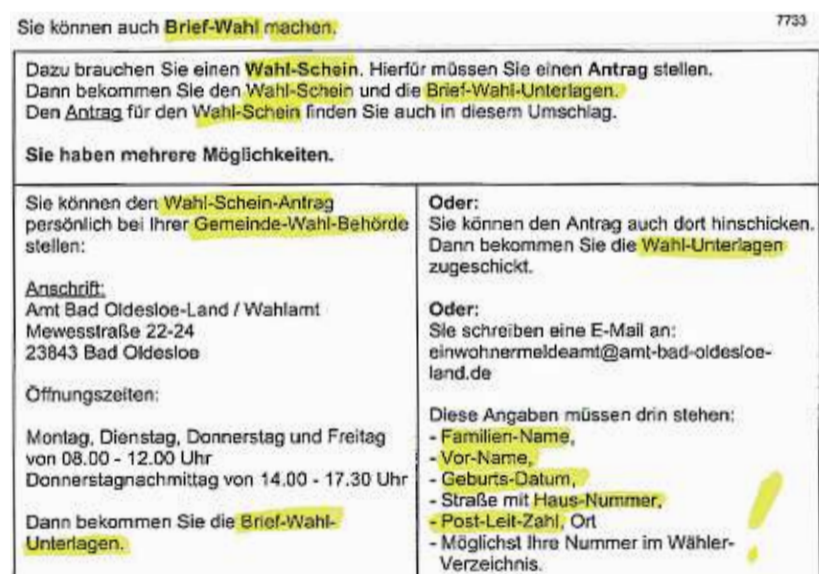 Sie können auch Brief-Wahl machen.
7733
Dazu brauchen Sie einen Wahl-Schein. Hierfür müssen Sie einen Antrag stellen.
Dann bekommen Sie den Wahl-Schein und die Brief-Wahl-Unterlagen.
Den Antrag für den Wahl-Schein finden Sie auch in diesem Umschlag.
Sie haben mehrere Möglichkeiten.
Sie können den Wahl-Schein-Antrag
persönlich bei Ihrer Gemeinde-Wahl-Behörde
stellen:
Anschrift:
Amt Bad Oldesloe-Land / Wahlamt
Mewesstraße 22-24
23843 Bad Oldesloe
Öffnungszeiten:
Montag, Dienstag, Donnerstag und Freitag
von 08.00 - 12.00 Uhr
Donnerstagnachmittag von 14.00 - 17.30 Uhr
Dann bekommen Sie die Brief-Wahl-
Unterlagen.
Oder:
Sie können den Antrag auch dort hinschicken.
Dann bekommen Sie die Wahl-Unterlagen
zugeschickt.
Oder:
Sie schreiben eine E-Mail an:
einwohnermeldeamt@amt-bad-oldesloe-
land.de
Diese Angaben müssen drin stehen:
- Familien-Name,
- Vor-Name,
- Geburts-Datum,
- Straße mit Haus-Nummer,
- Post-Leit-Zahl, Ort
- Möglichst Ihre Nummer im Wähler-
Verzeichnis.
!